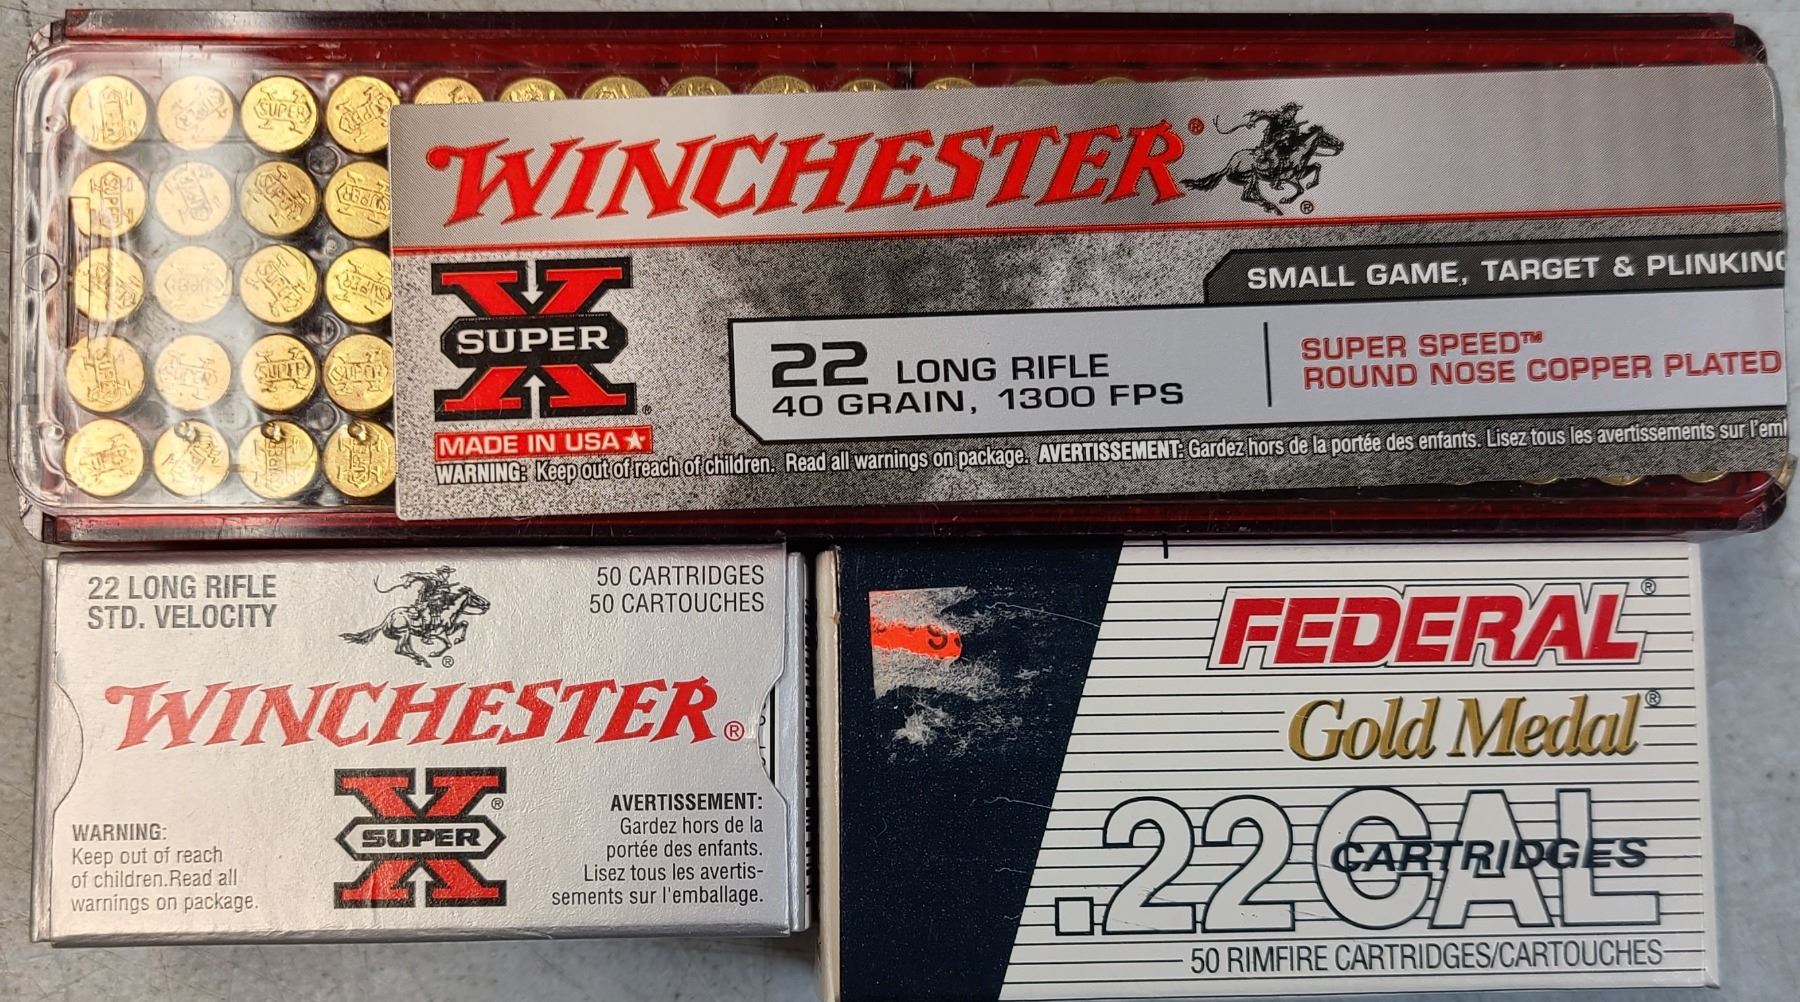 WINCHESTER®
SMALL GAME, TARGET & PLINKING
X
SUPER
MADE IN USA
22 LONG RIFLE
40 GRAIN, 1300 FPS
SUPER SPEED™
ROUND NOSE COPPER PLATED
WARNING: Keep out of reach of children. Read all warnings on package. AVERTISSEMENT: Gardez hors de la portée des enfants. Lisez tous les avertissements sur l'em
22 LONG RIFLE
STD. VELOCITY
50 CARTRIDGES
50 CARTOUCHES
WINCHESTER®
X
SUPER
WARNING:
Keep out of reach
of children.Read all
warnings on package.
AVERTISSEMENT:
Gardez hors de la
portée des enfants.
Lisez tous les avertis-
sements sur l'emballage.
FEDERAL®
Gold Medal®
.22 CAL
CARTRIDGES
50 RIMFIRE CARTRIDGES/CARTOUCHES